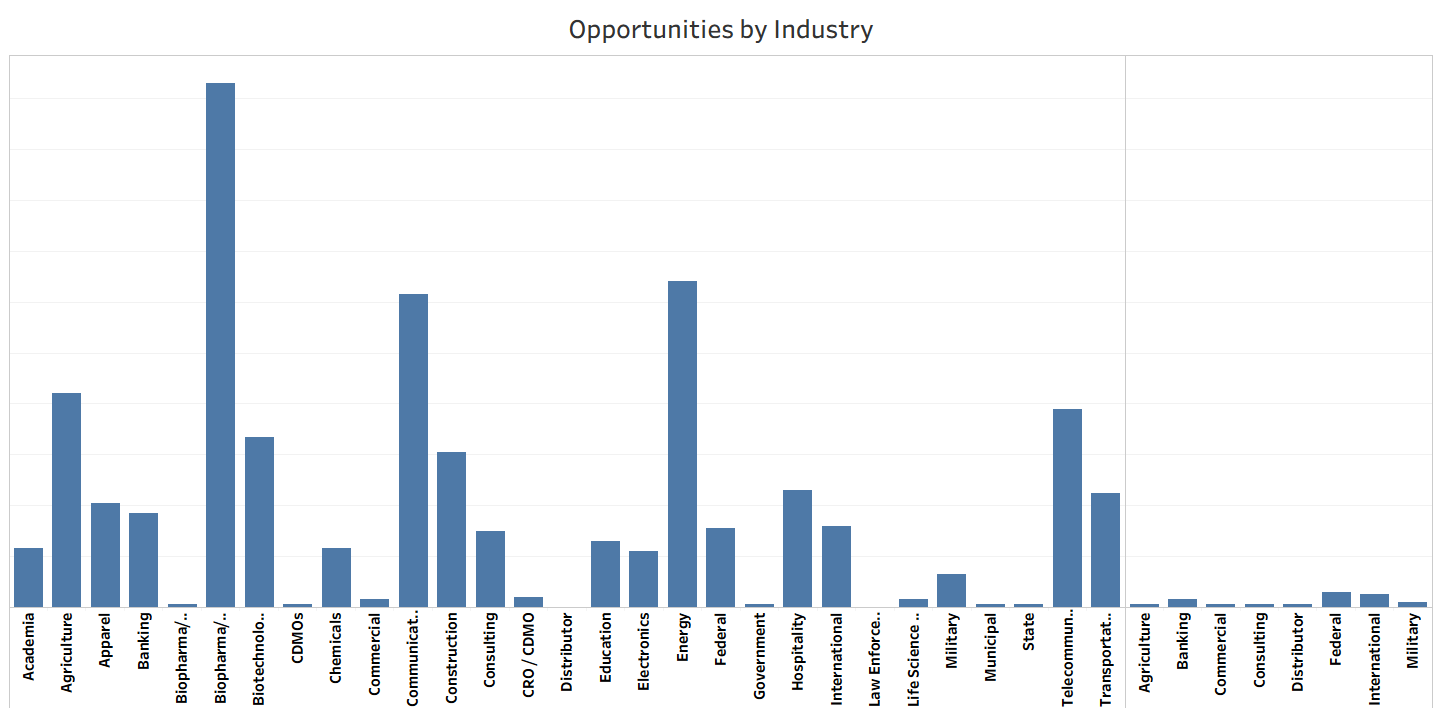 Opportunities by Industry
Academia
Agriculture
Apparel
Banking
Biopharma/..
Biopharma/..
Biotechnolo..
CDMOs
Chemicals
Commercial
Communicat..
Construction
Consulting
CRO / CDMO
Distributor
Education
Electronics
Energy
Federal
Government
Hospitality
International
Law Enforce..
Life Science ..
Military
Municipal
State
Telecommun..
Transportat..
Agriculture
Banking
Commercial
Consulting
Distributor
Federal
International
Military